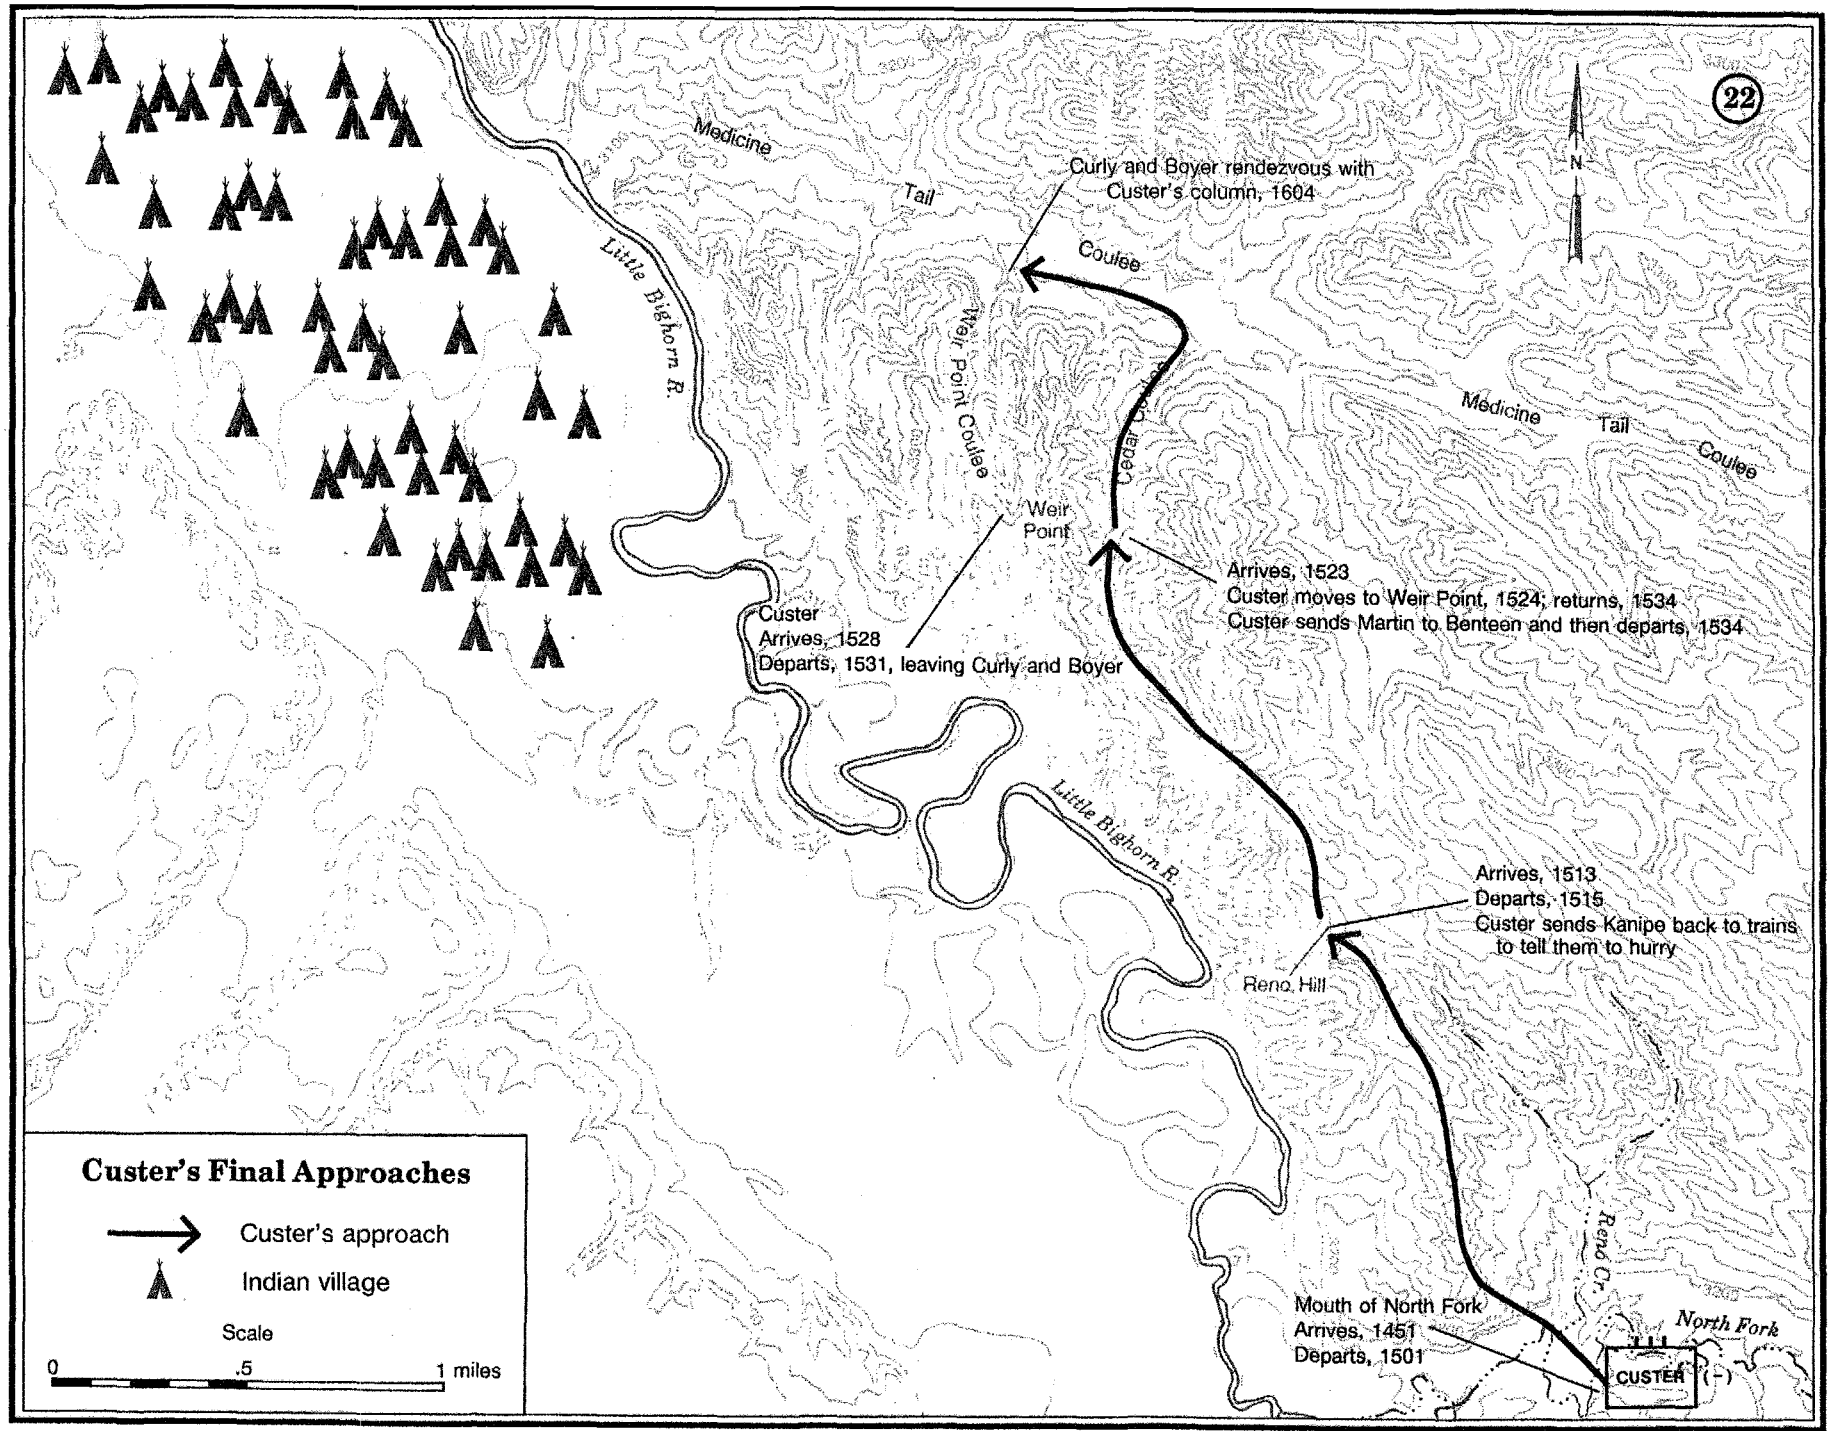 22
N
Medicine
Tail
Coulee
Curly and Boyer rendezvous with
Custer's column, 1604
Little Bighorn R.
Weir Point Coulee
Cedar Coulee
Medicine
Tail
Coulee
Weir
Point
Arrives, 1523
Custer moves to Weir Point, 1524; returns, 1534
Custer sends Martin to Benteen and then departs, 1534
Custer
Arrives, 1528
Departs, 1531, leaving Curly and Boyer
Little Bighorn R.
Arrives, 1513
Departs, 1515
Custer sends Kanipe back to trains
to tell them to hurry
Reno Hill
Reno Cr.
North Fork
Mouth of North Fork
Arrives, 1451
Departs, 1501
CUSTER (-)
Custer's Final Approaches
Custer's approach
Indian village
Scale
0 .5 1 miles